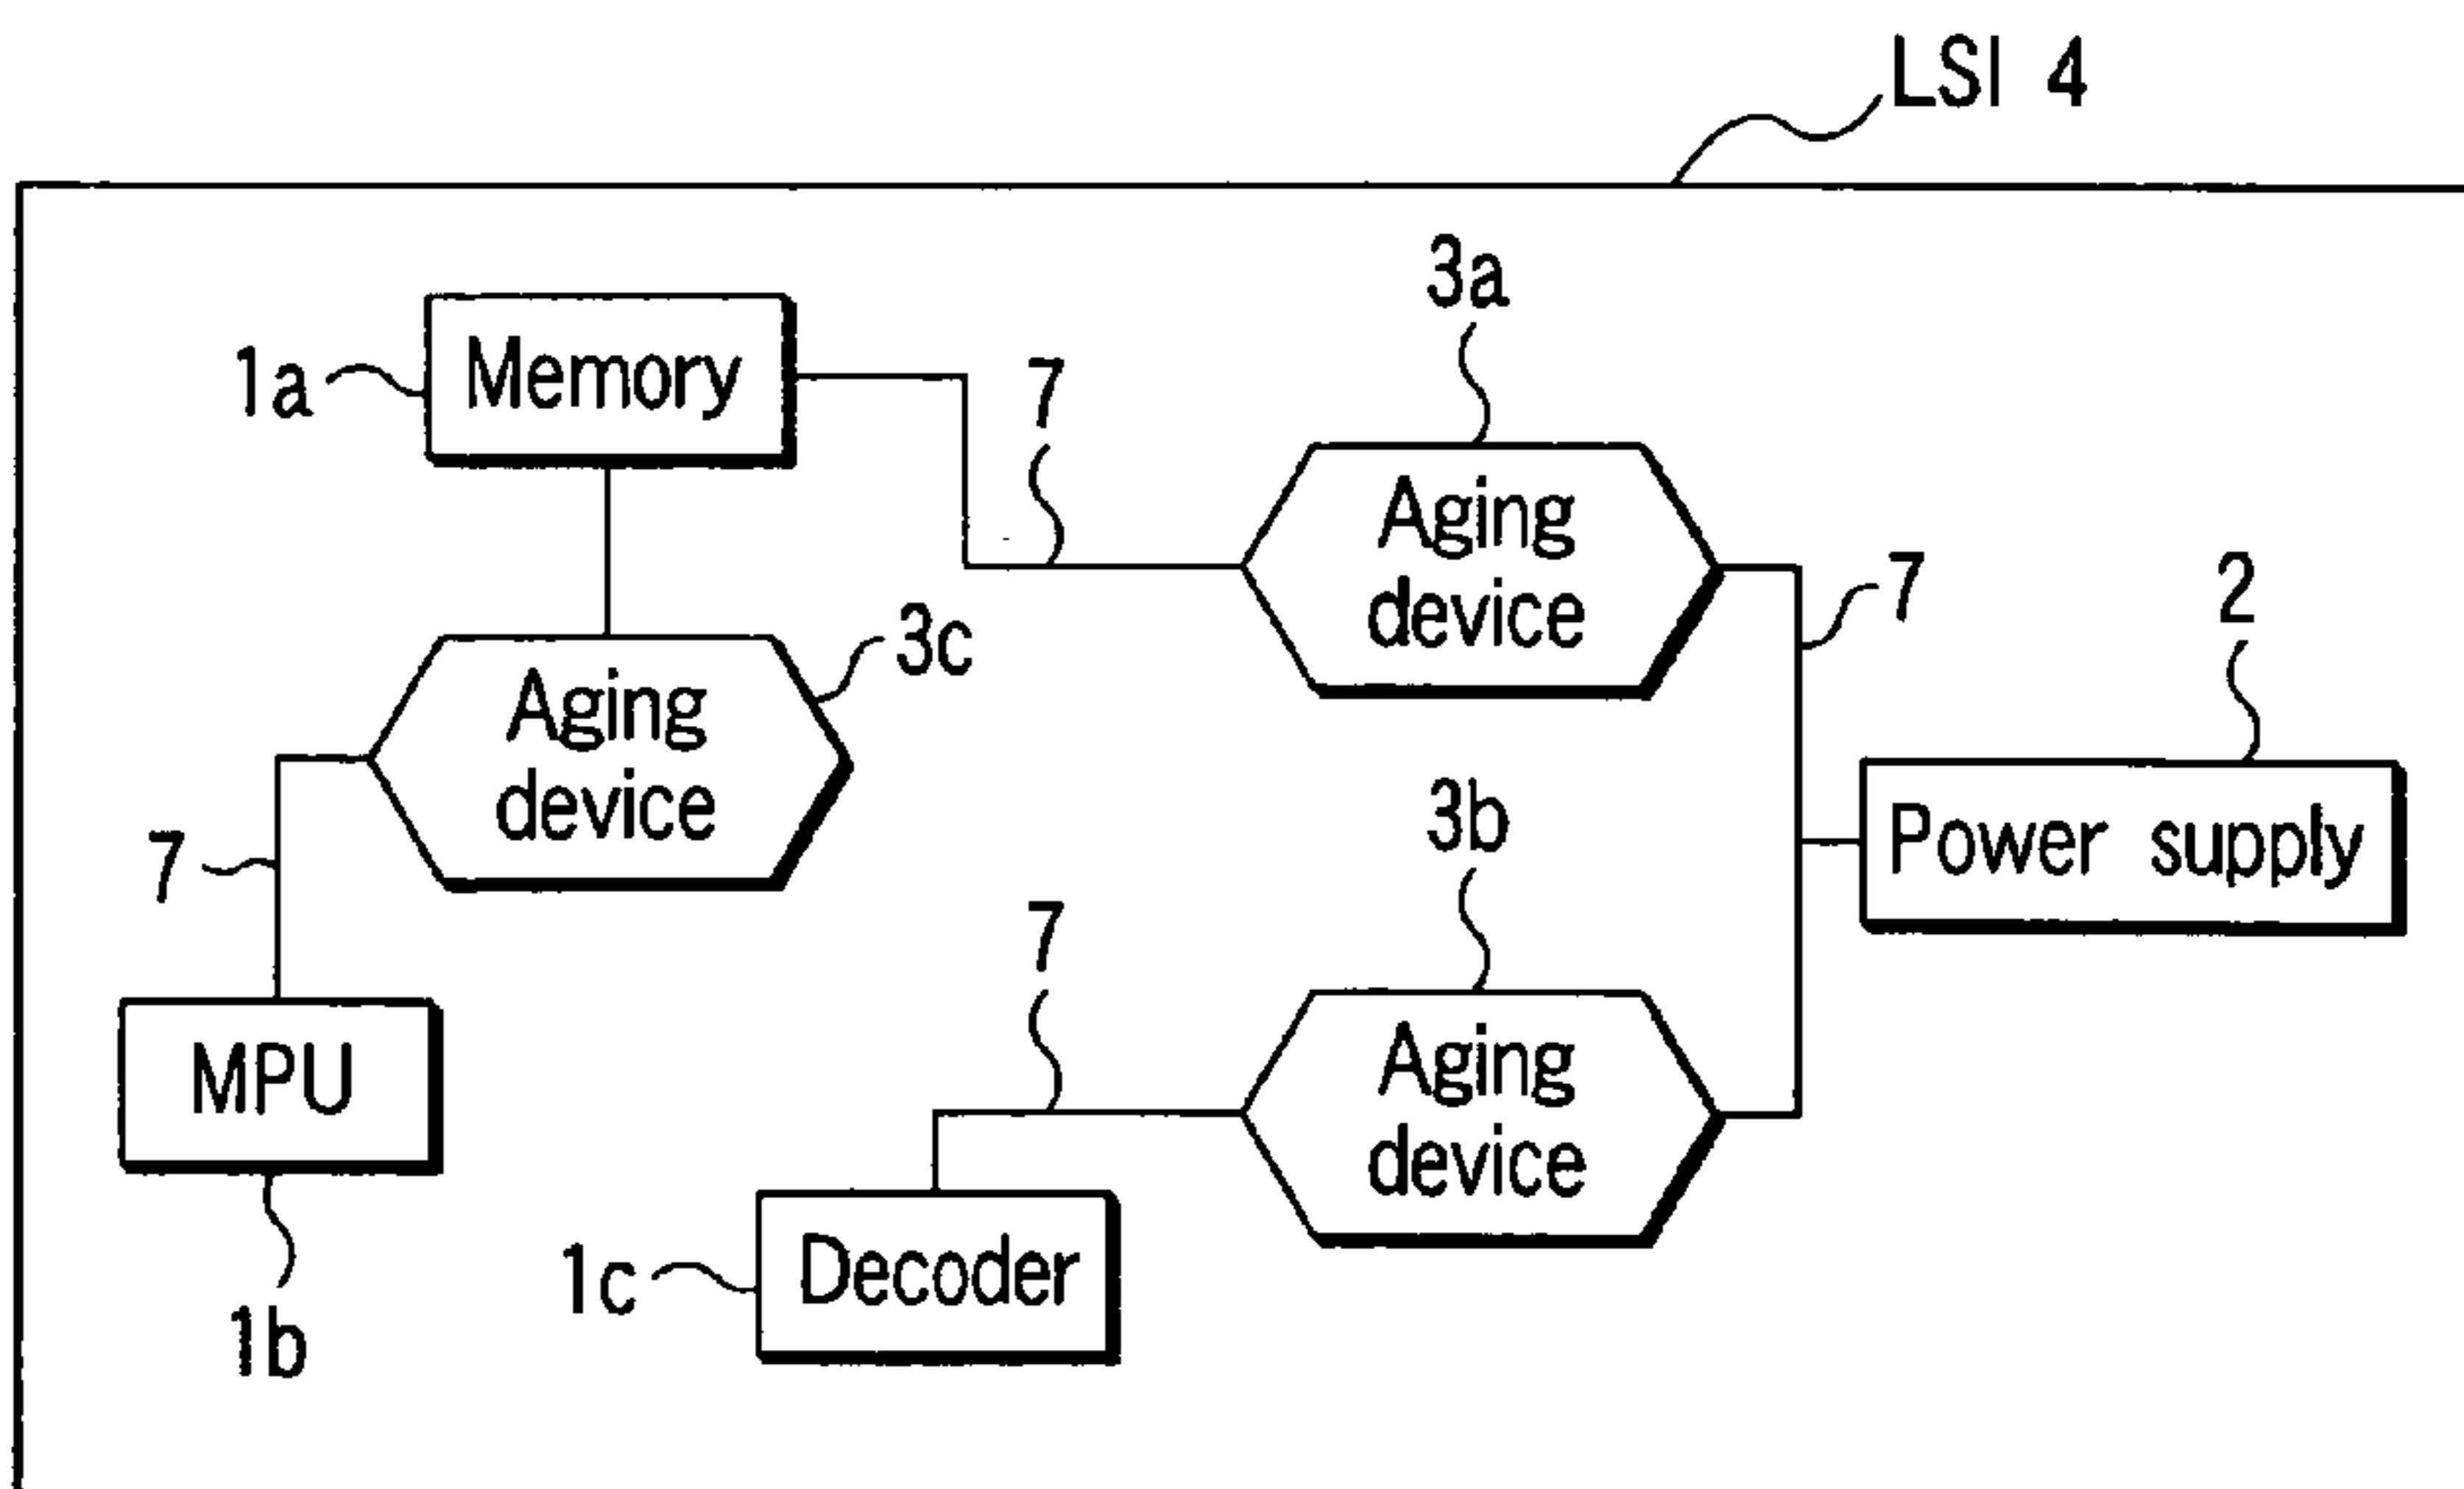 LSI 4
3a
1a
Memory
7
Aging
device
7
2
3c
Aging
device
3b
Power supply
7
7
MPU
Aging
device
1c
Decoder
1b